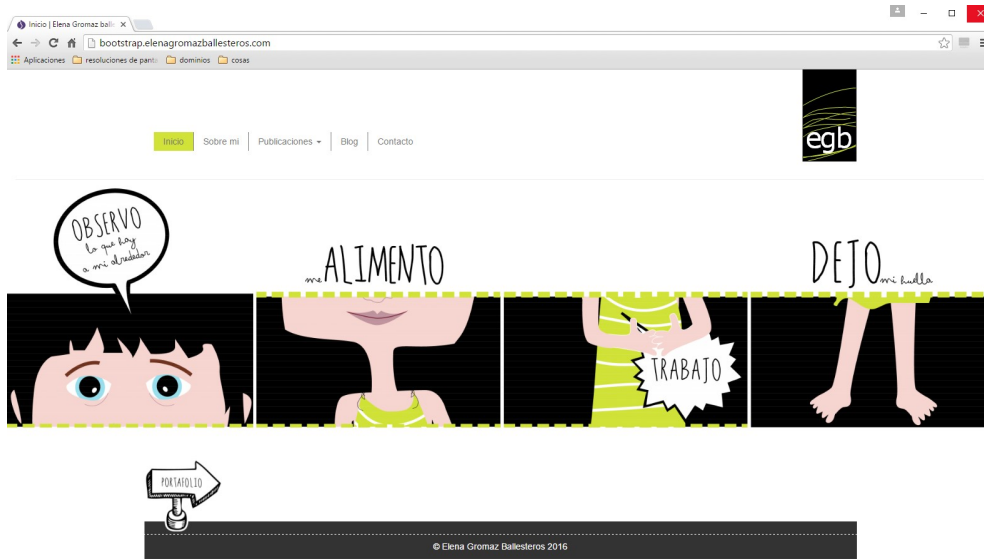 Inicio | Elena Gromaz ball
bootstrap.elenagromazballesteros.com
Aplicaciones
resoluciones de panta
dominios
cosas
egb
Inicio
Sobre mi
Publicaciones
Blog
Contacto
OBSERVO
lo que hay
a mi alrededor
me ALIMENTO
DEJO mi huella
TRABAJO
PORTAFOLIO
© Elena Gromaz Ballesteros 2016